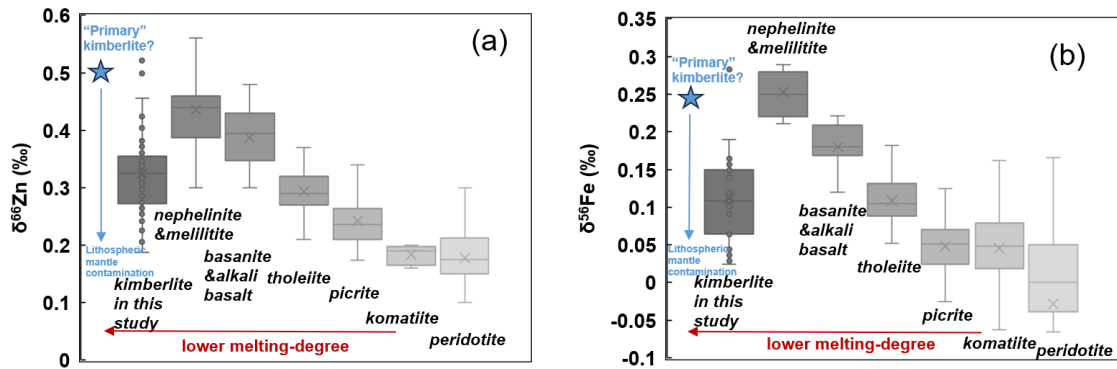 (a)
δ⁶⁶Zn (‰)
0.6
0.5
0.4
0.3
0.2
0.1
0
“Primary”
kimberlite?
Lithospheric
mantle
contamination
kimberlite
in this
study
nephelinite
&melilitite
basanite
&alkali
basalt
tholeiite
picrite
komatiite
peridotite
lower melting-degree
(b)
δ⁵⁶Fe (‰)
0.35
0.3
0.25
0.2
0.15
0.1
0.05
0
-0.05
-0.1
“Primary”
kimberlite?
Lithospheric
mantle
contamination
kimberlite
in this
study
nephelinite
&melilitite
basanite
&alkali
basalt
tholeiite
picrite
komatiite
peridotite
lower melting-degree